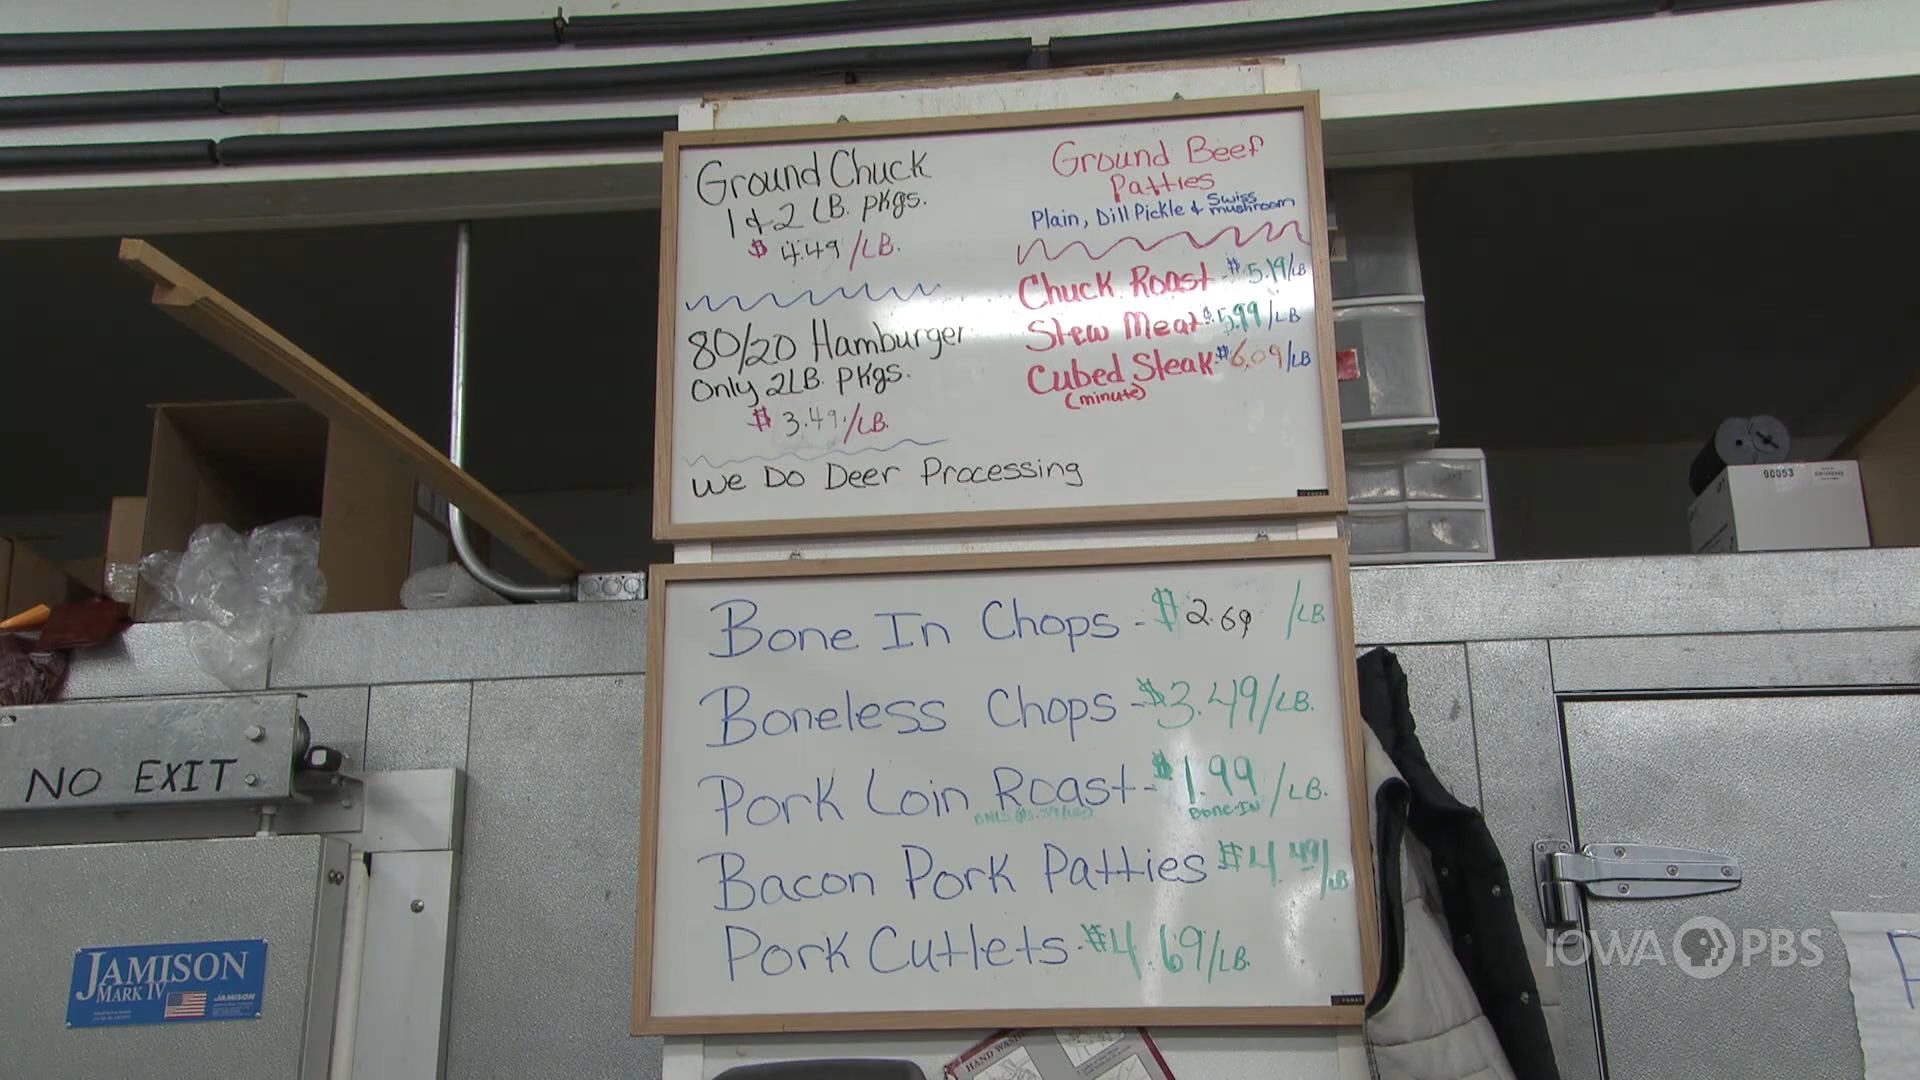 Ground Chuck
1 & 2 LB. PKgs.
$ 4.49/LB.
80/20 Hamburger
Only 2LB. PKgs.
$ 3.49/LB.
We Do Deer Processing
Ground Beef
Patties
Plain, Dill Pickle & Swiss mushroom
Chuck Roast - $5.19/LB
Stew Meat $5.99/LB
Cubed Steak $6.09/LB
(minute)
Bone In Chops - $2.69 /LB
Boneless Chops - $3.49/LB.
Pork Loin Roast - $1.99/LB.
Bone-In
Bacon Pork Patties $4.49/LB
Pork Cutlets - $4.69/LB.
NO EXIT
JAMISON
MARK IV
JAMISON
90053
HAND WASH
IOWA PBS